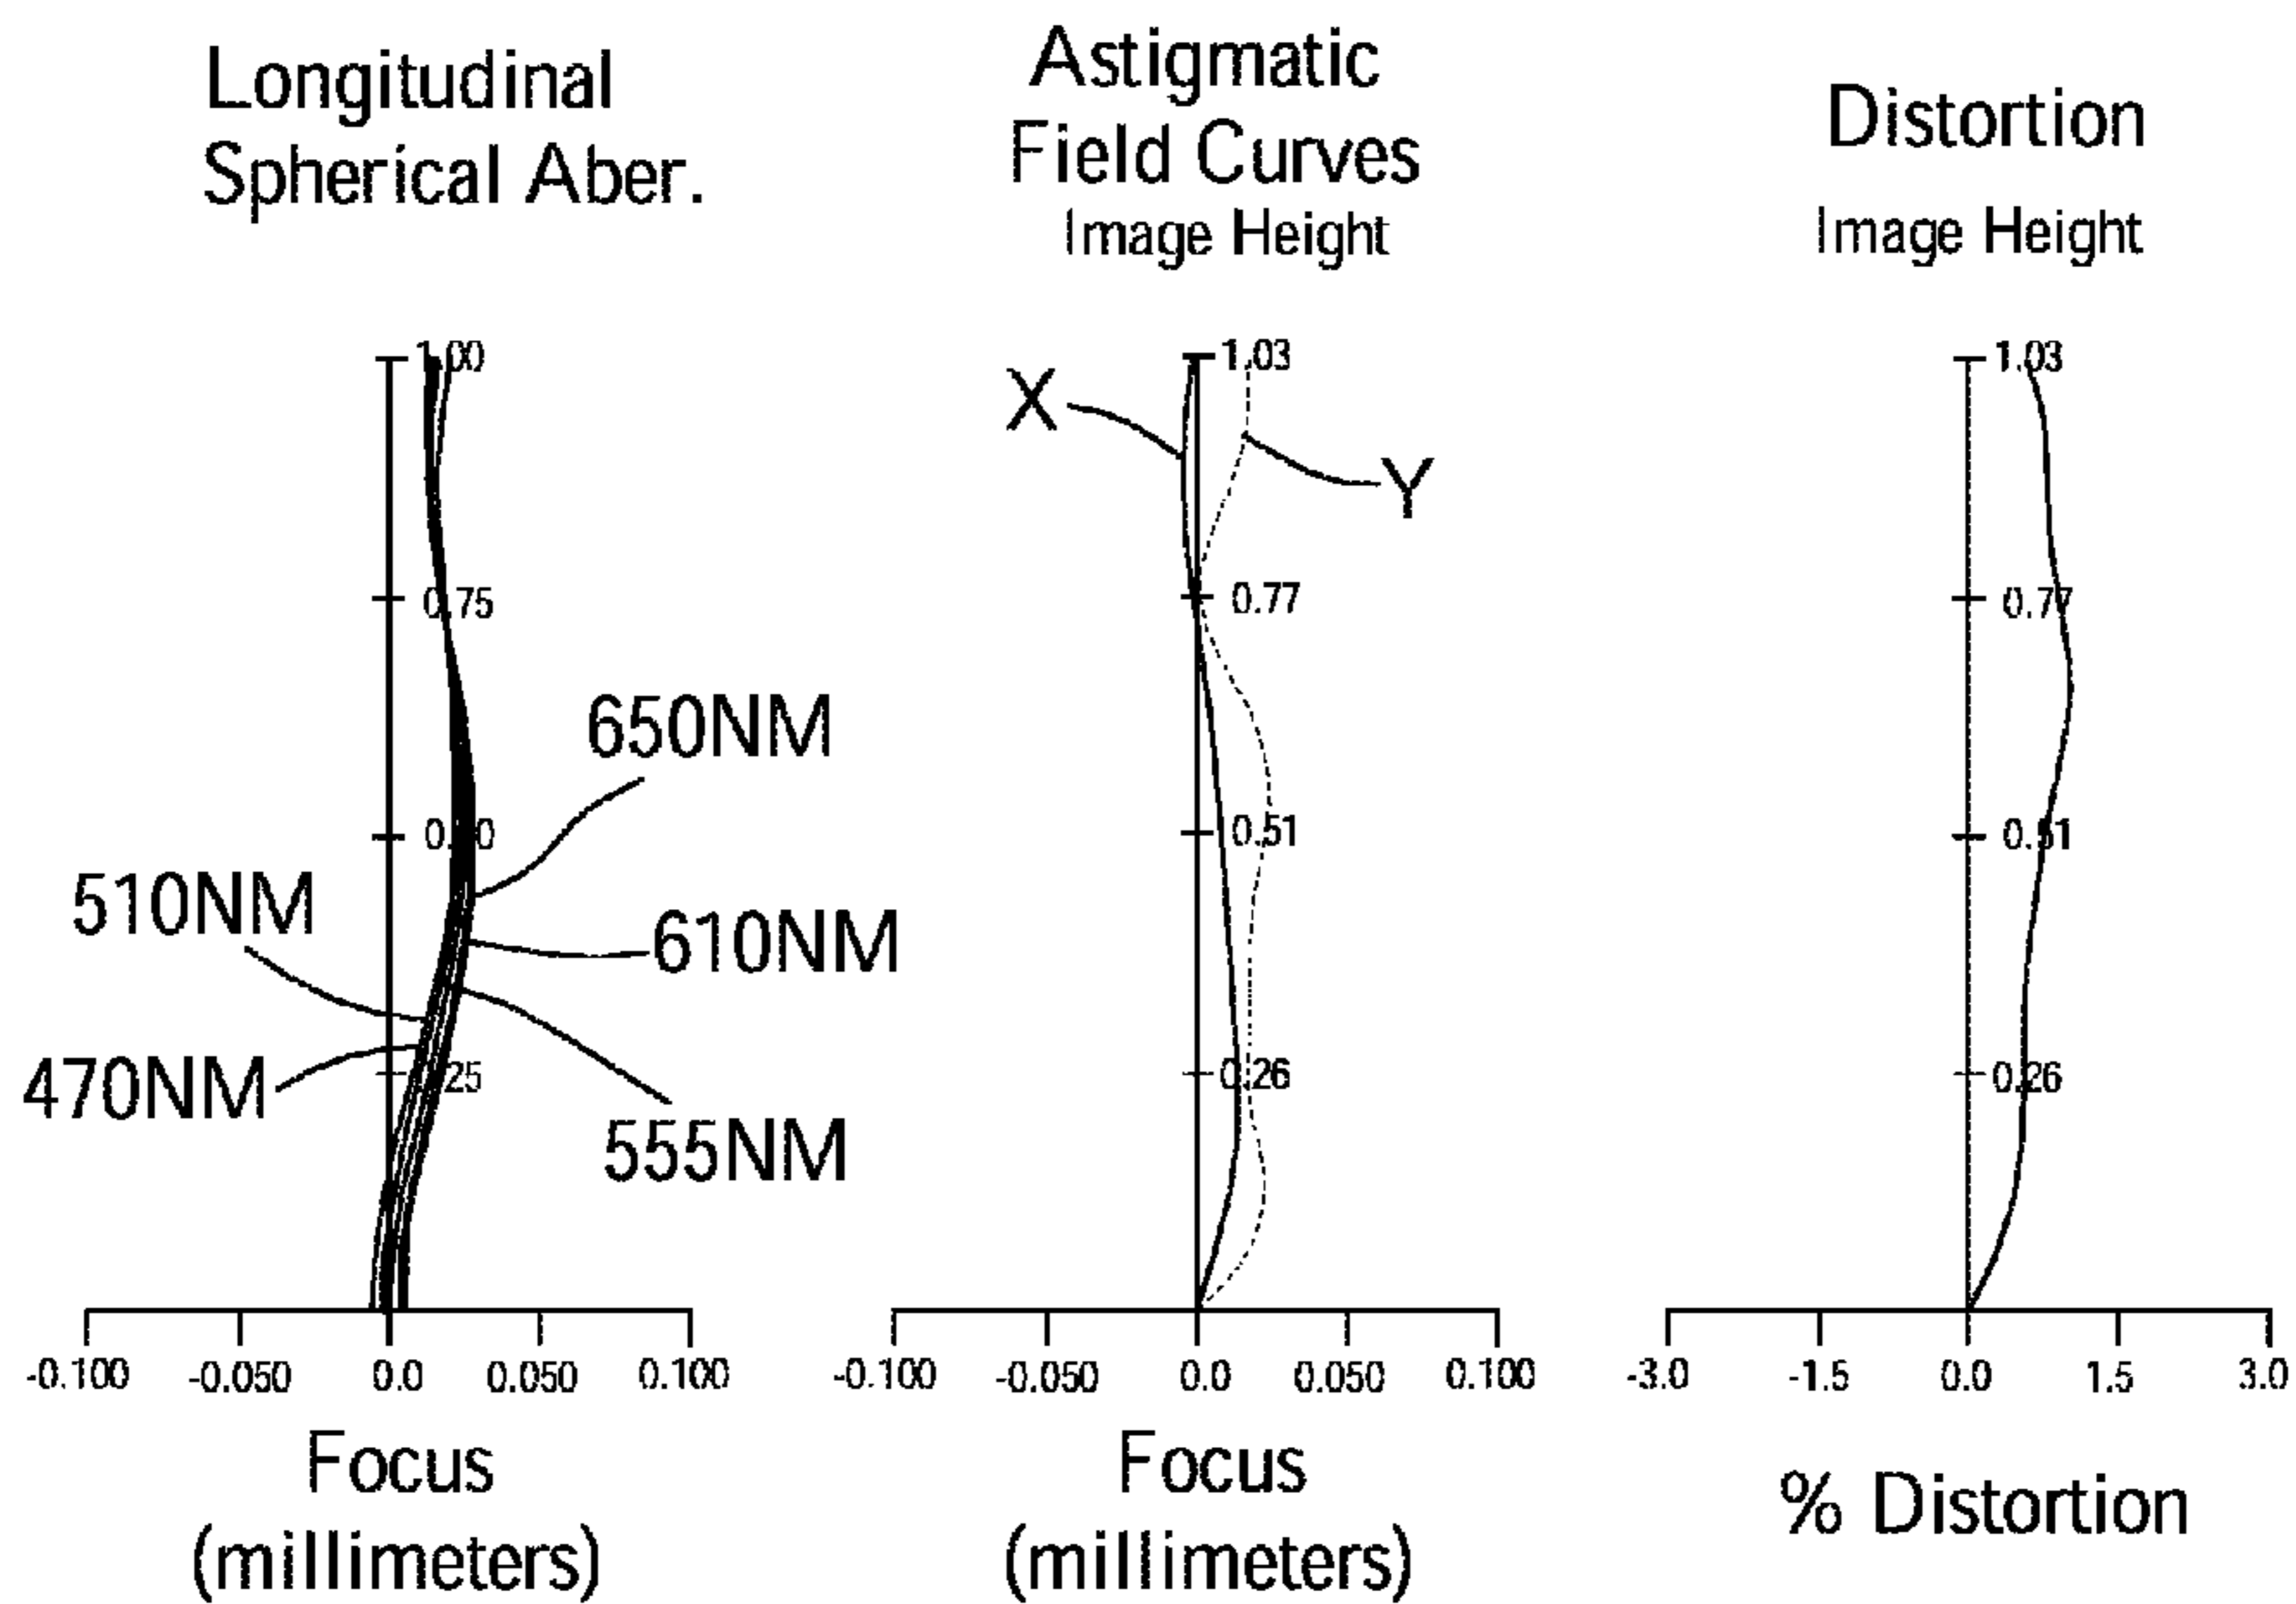 Longitudinal
Spherical Aber.
1.00
0.75
650NM
510NM
610NM
470NM
555NM
-0.100 -0.050 0.0 0.050 0.100
Focus
(millimeters)
Astigmatic
Field Curves
Image Height
1.03
X
Y
0.77
0.51
0.26
-0.100 -0.050 0.0 0.050 0.100
Focus
(millimeters)
Distortion
Image Height
1.03
0.77
0.51
0.26
-3.0 -1.5 0.0 1.5 3.0
% Distortion